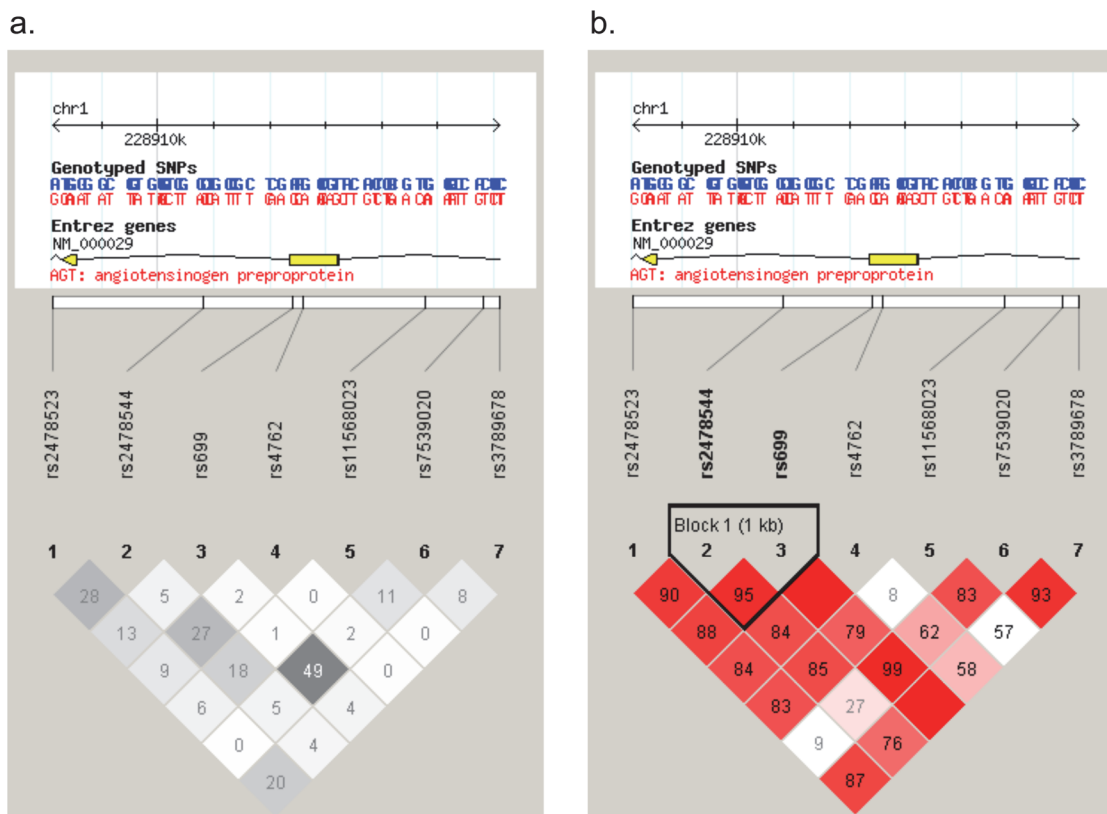 a.
chr1
228910k
Genotyped SNPs
Entrez genes
NM_000029
AGT: angiotensinogen preproprotein
rs2478523
rs2478544
rs699
rs4762
rs11568023
rs7539020
rs3789678
1 2 3 4 5 6 7
28 5 2 0 11 8
13 27 1 2 0
9 18 49 0
6 5 4
0 4
20
b.
chr1
228910k
Genotyped SNPs
Entrez genes
NM_000029
AGT: angiotensinogen preproprotein
rs2478523
rs2478544
rs699
rs4762
rs11568023
rs7539020
rs3789678
Block 1 (1 kb)
1 2 3 4 5 6 7
90 95 8 83 93
88 84 79 62 57
84 85 99 58
83 27
9 76
87